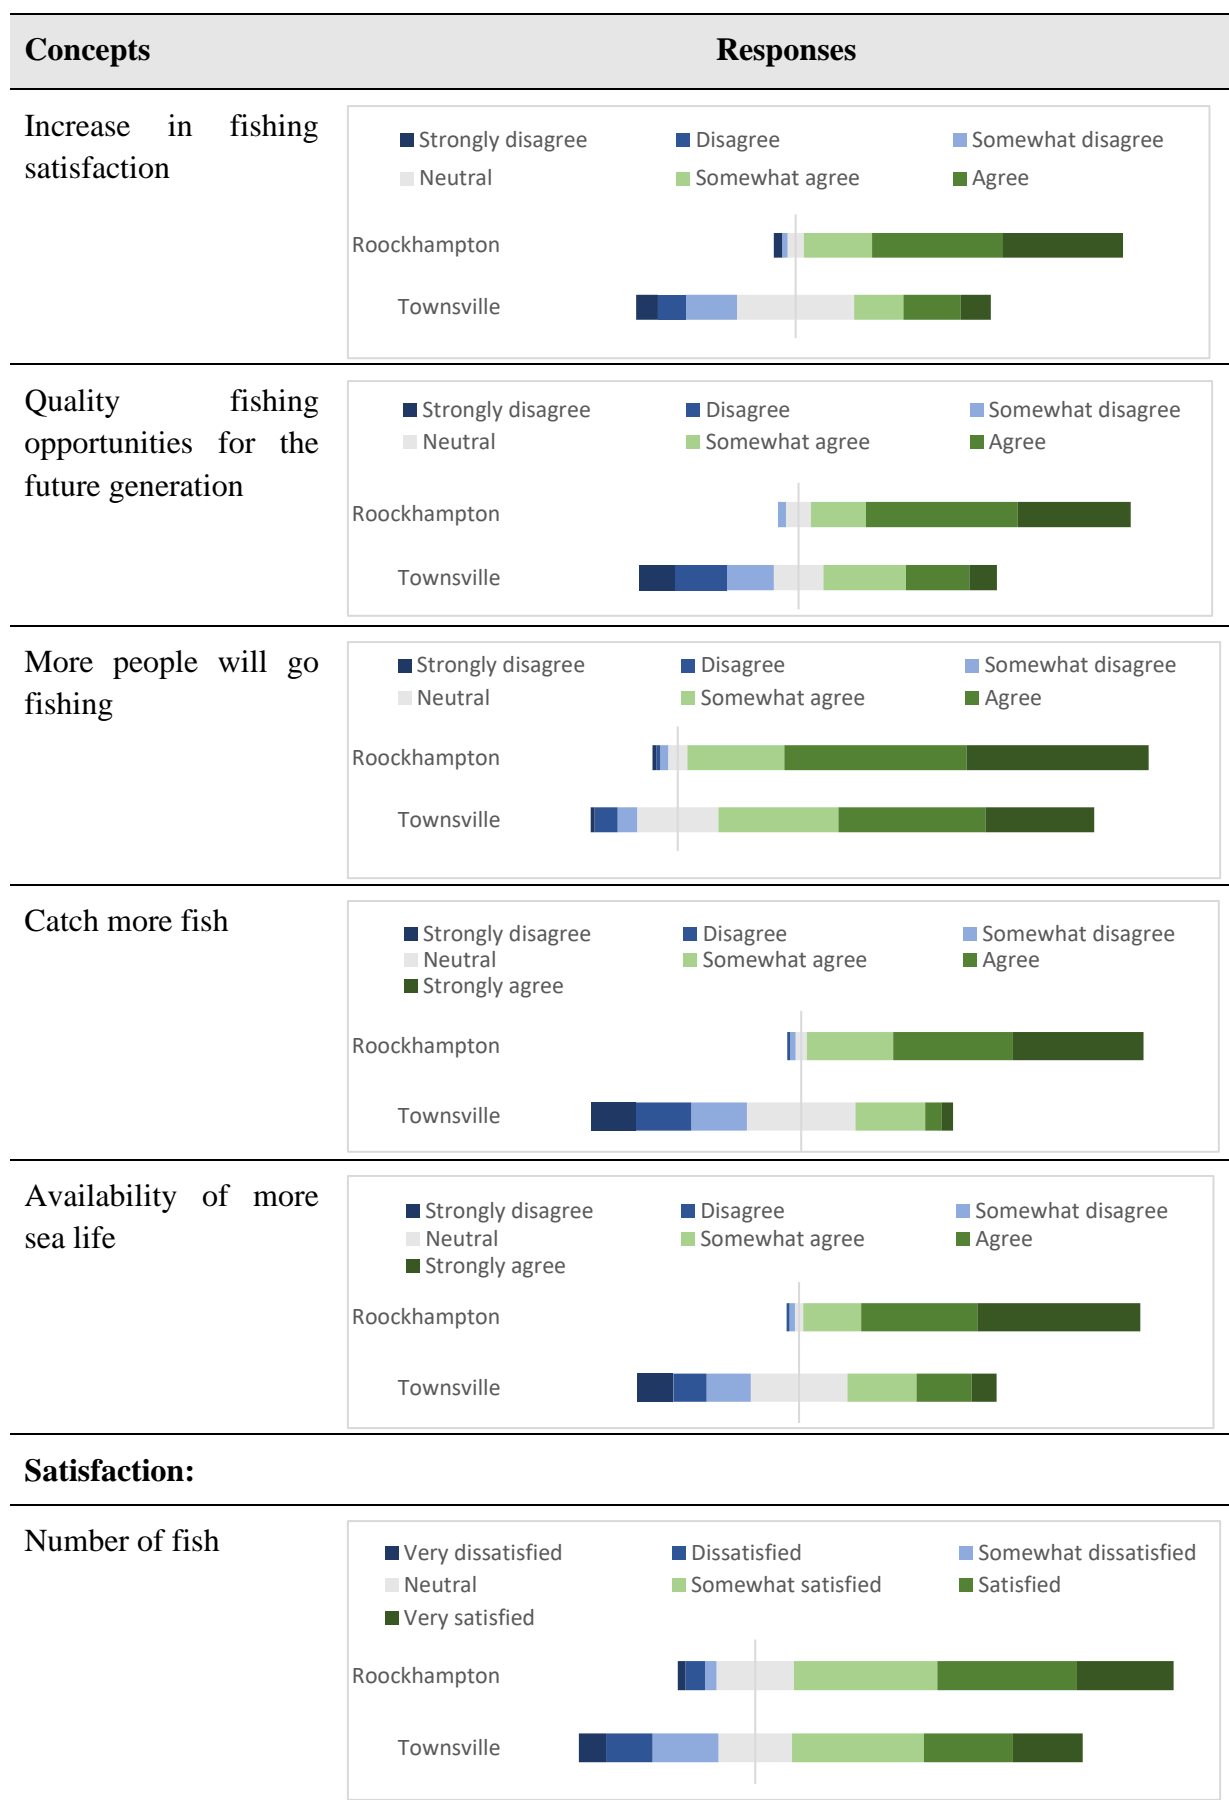 Concepts Responses
Increase in fishing
satisfaction
Strongly disagree Disagree Somewhat disagree
Neutral Somewhat agree Agree
Roockhampton
Townsville
Quality fishing
opportunities for the
future generation
Strongly disagree Disagree Somewhat disagree
Neutral Somewhat agree Agree
Roockhampton
Townsville
More people will go
fishing
Strongly disagree Disagree Somewhat disagree
Neutral Somewhat agree Agree
Roockhampton
Townsville
Catch more fish
Strongly disagree Disagree Somewhat disagree
Neutral Somewhat agree Agree
Strongly agree
Roockhampton
Townsville
Availability of more
sea life
Strongly disagree Disagree Somewhat disagree
Neutral Somewhat agree Agree
Strongly agree
Roockhampton
Townsville
Satisfaction:
Number of fish
Very dissatisfied Dissatisfied Somewhat dissatisfied
Neutral Somewhat satisfied Satisfied
Very satisfied
Roockhampton
Townsville